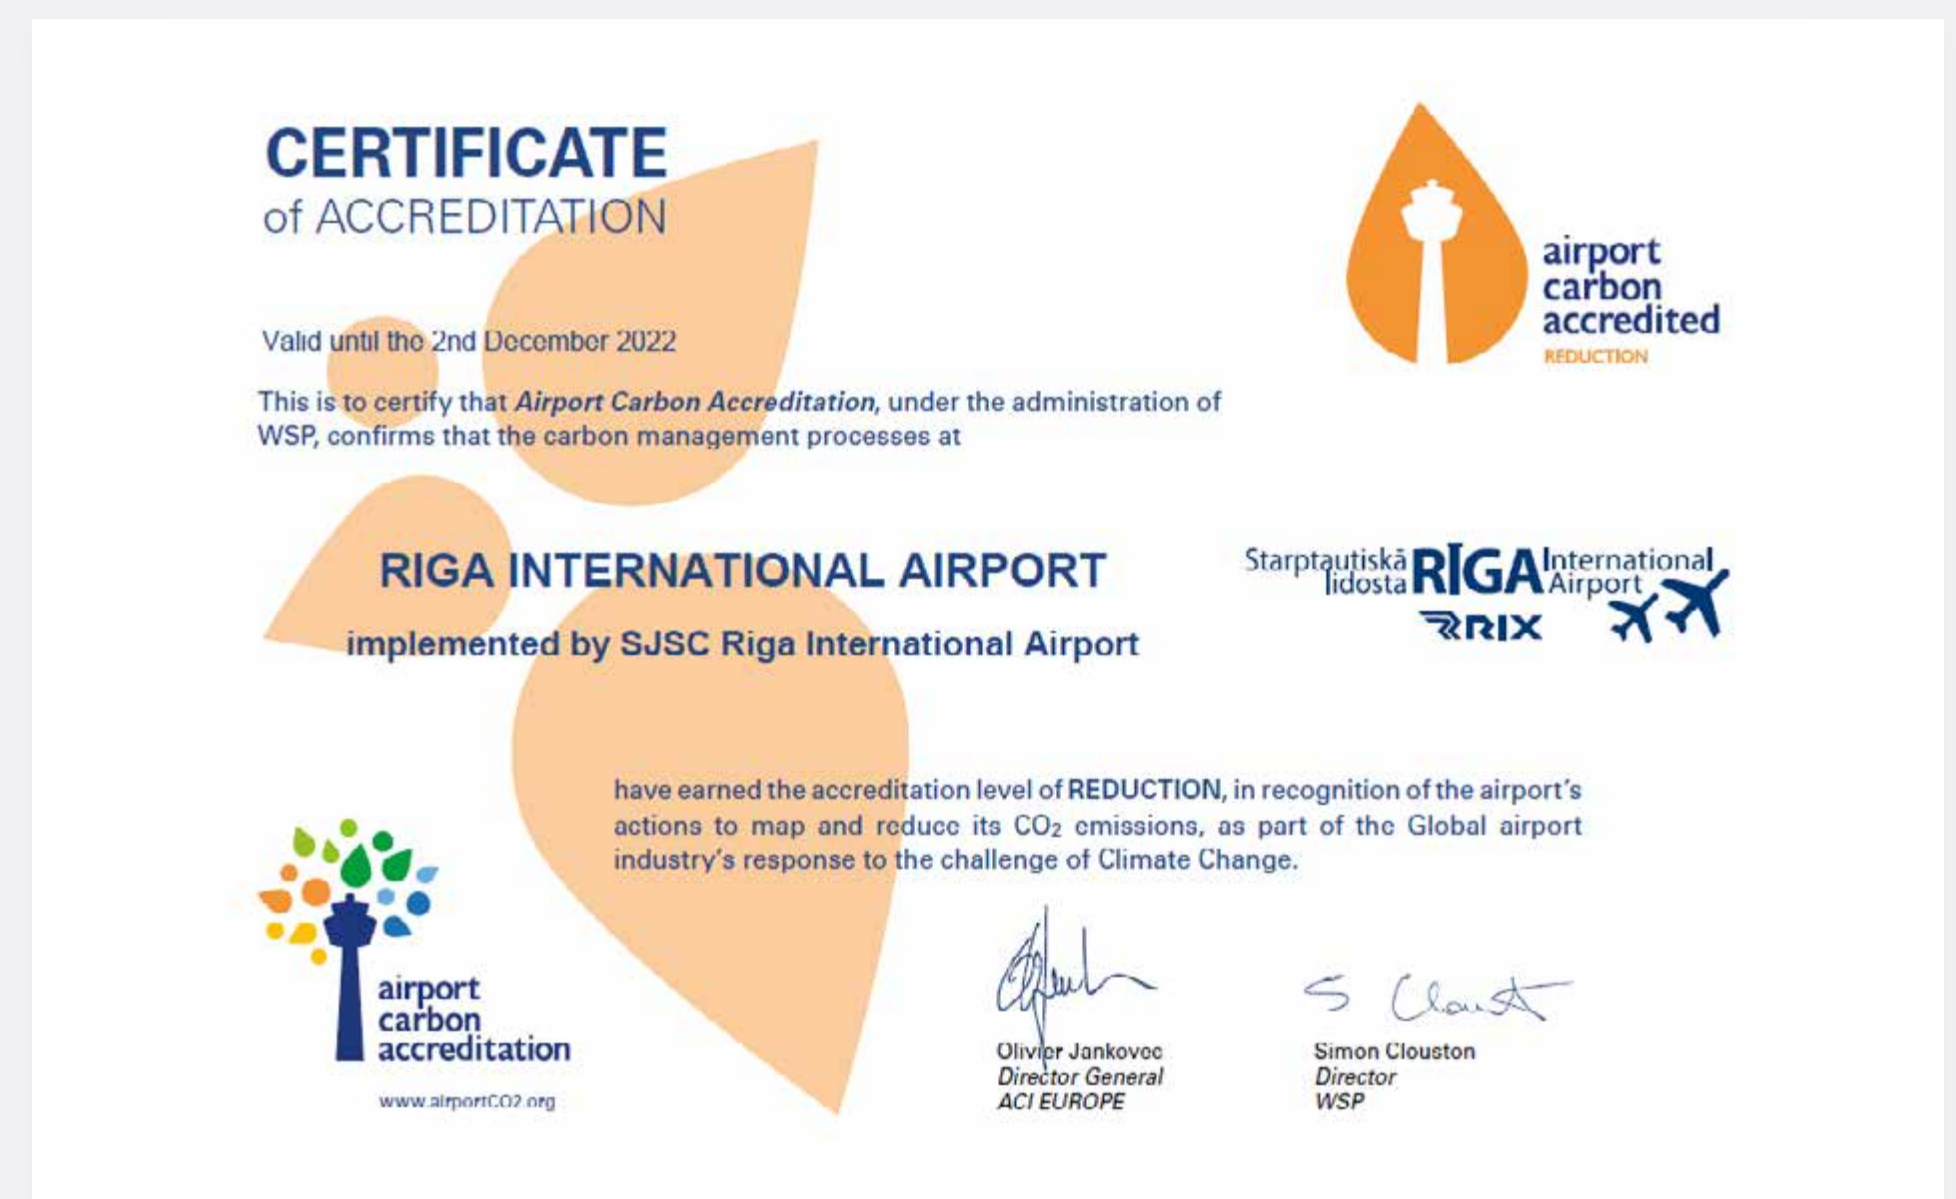 CERTIFICATE
of ACCREDITATION
airport
carbon
accredited
REDUCTION
Valid until the 2nd December 2022
This is to certify that Airport Carbon Accreditation, under the administration of
WSP, confirms that the carbon management processes at
RIGA INTERNATIONAL AIRPORT
implemented by SJSC Riga International Airport
Starptautiskā lidosta RĪGA International Airport
RIX
have earned the accreditation level of REDUCTION, in recognition of the airport's
actions to map and reduce its CO₂ emissions, as part of the Global airport
industry's response to the challenge of Climate Change.
airport
carbon
accreditation
www.airportCO2.org
S Cloust
Olivier Jankovec
Director General
ACI EUROPE
Simon Clouston
Director
WSP